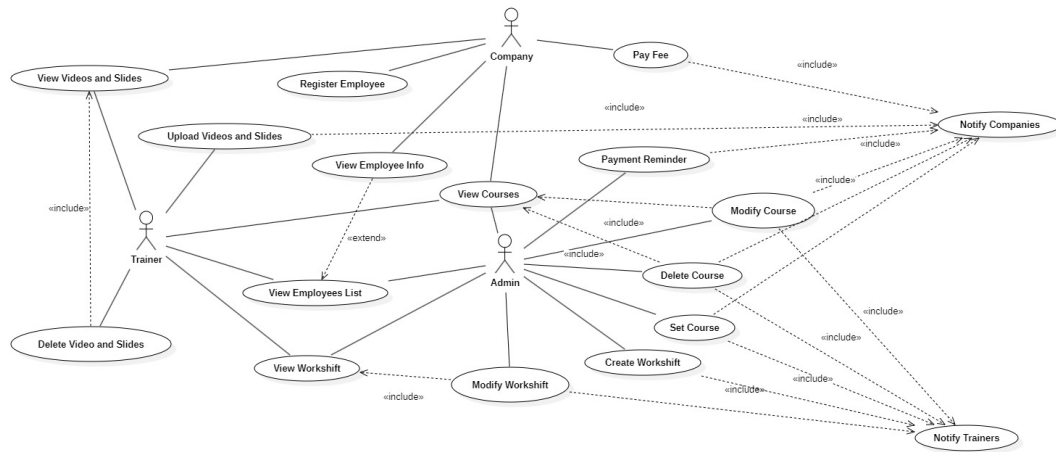 Company
Pay Fee
«include»
View Videos and Slides
Register Employee
«include»
«include»
Notify Companies
Upload Videos and Slides
«include»
View Employee Info
Payment Reminder
«include»
View Courses
«include»
Modify Course
«include»
Trainer
«extend»
«include»
Admin
Delete Course
View Employees List
«include»
Set Course
Delete Video and Slides
View Workshift
Create Workshift
Modify Workshift
«include»
«include»
«include»
Notify Trainers